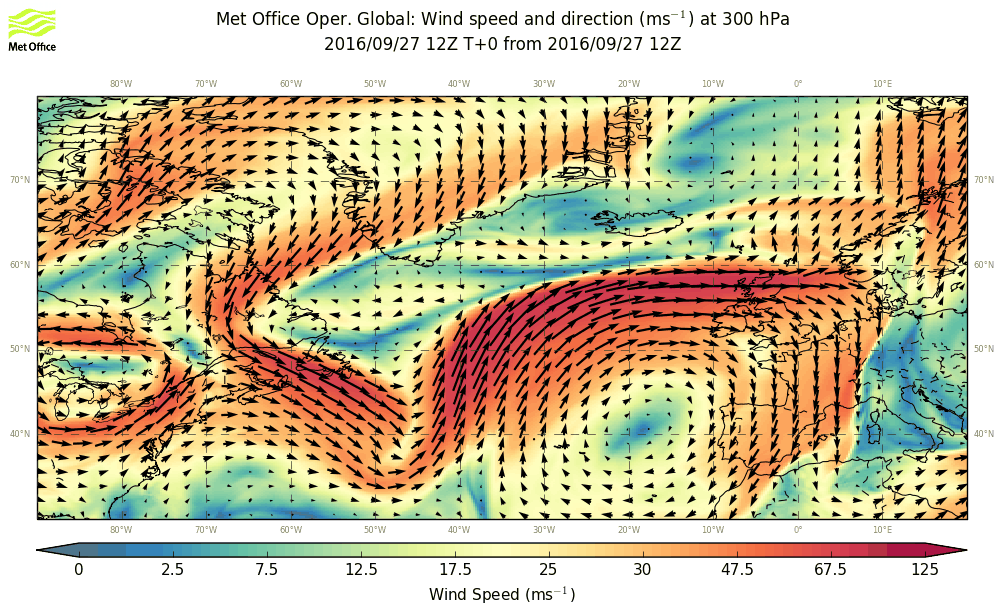 Met Office
Met Office Oper. Global: Wind speed and direction (ms⁻¹) at 300 hPa
2016/09/27 12Z T+0 from 2016/09/27 12Z
80°W 70°W 60°W 50°W 40°W 30°W 20°W 10°W 0° 10°E
70°N 70°N
60°N 60°N
50°N 50°N
40°N 40°N
80°W 70°W 60°W 50°W 40°W 30°W 20°W 10°W 0° 10°E
0 2.5 7.5 12.5 17.5 25 30 47.5 67.5 125
Wind Speed (ms⁻¹)